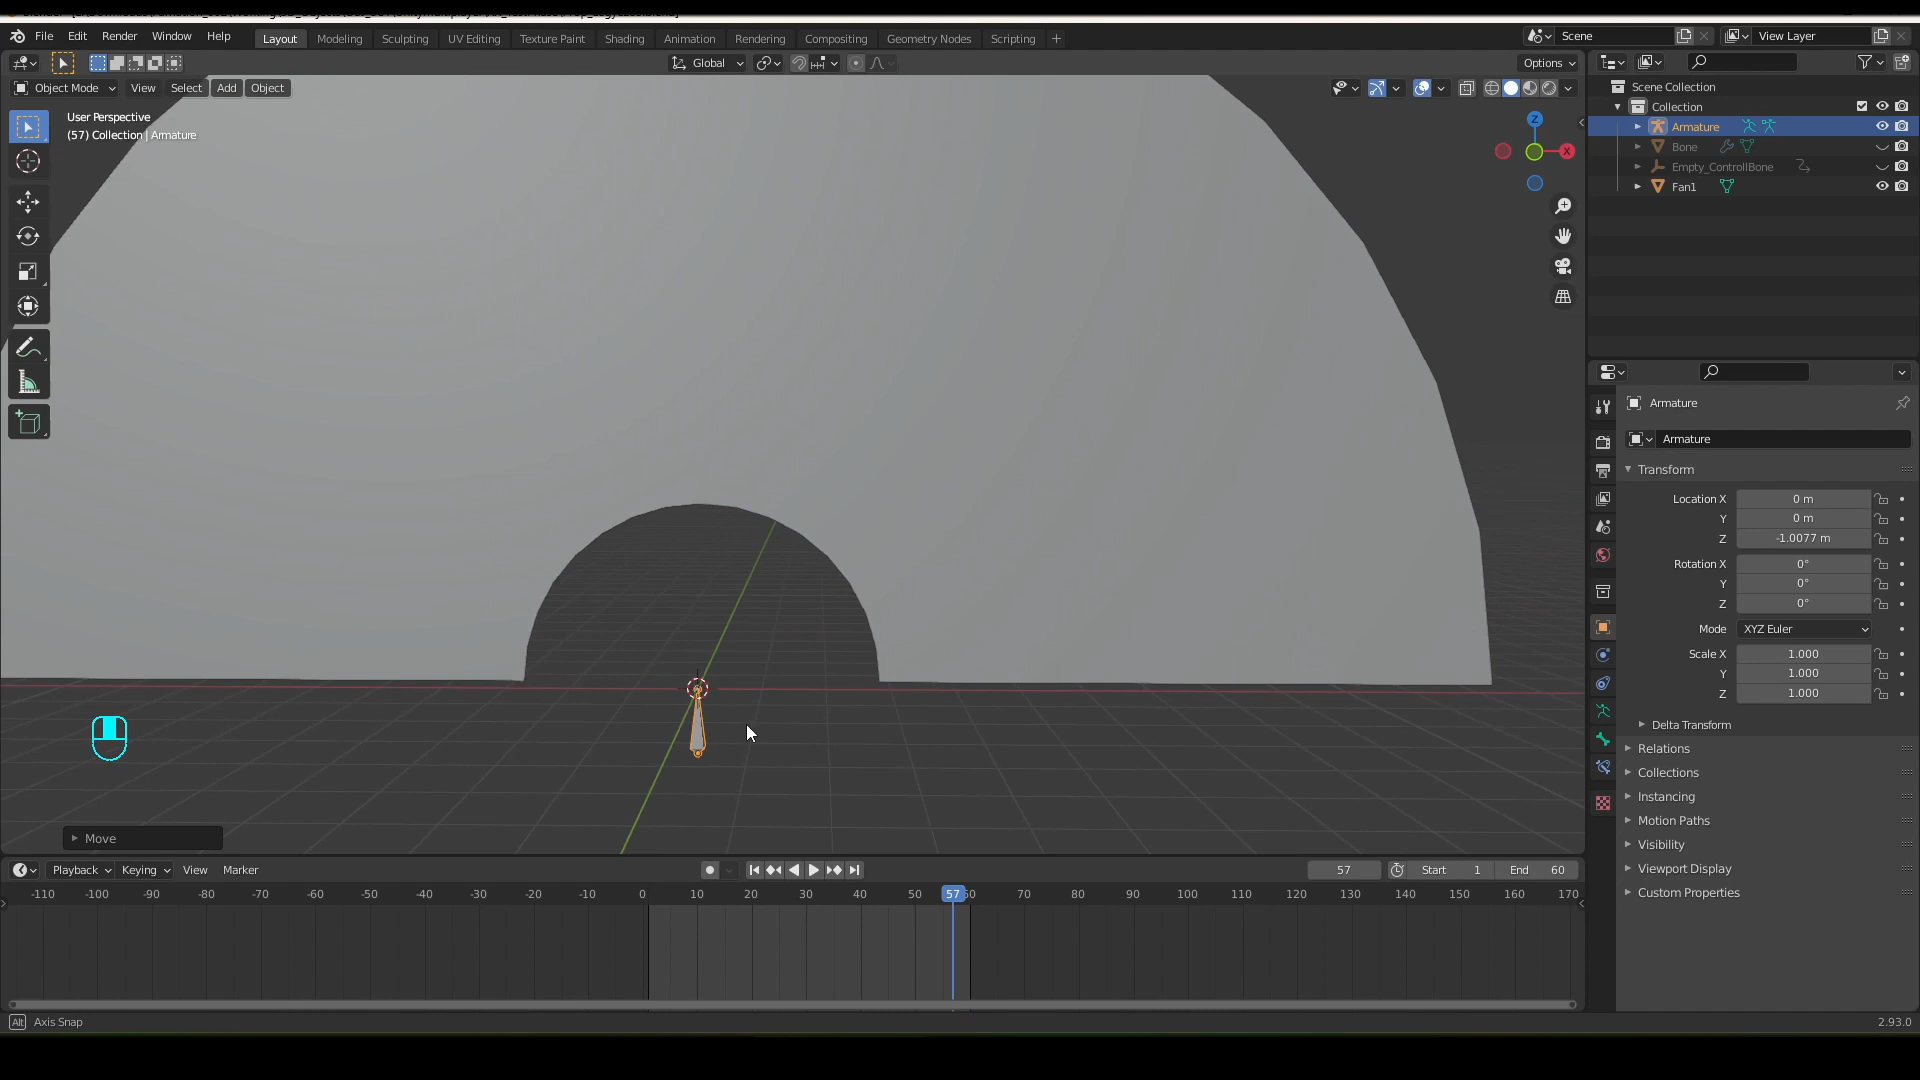 File Edit Render Window Help
Layout Modeling Sculpting UV Editing Texture Paint Shading Animation Rendering Compositing Geometry Nodes Scripting +
Scene
View Layer
Global
Options
Object Mode View Select Add Object
User Perspective
(57) Collection | Armature
Z
X
Scene Collection
Collection
Armature
Bone
Empty_ControllBone
Fan1
Armature
Armature
Transform
Location X 0 m
Y 0 m
Z -1.0077 m
Rotation X 0°
Y 0°
Z 0°
Mode XYZ Euler
Scale X 1.000
Y 1.000
Z 1.000
Delta Transform
Relations
Collections
Instancing
Motion Paths
Visibility
Viewport Display
Custom Properties
Move
Playback Keying View Marker
57 Start 1 End 60
-110 -100 -90 -80 -70 -60 -50 -40 -30 -20 -10 0 10 20 30 40 50 57 60 70 80 90 100 110 120 130 140 150 160 170
Alt Axis Snap
2.93.0